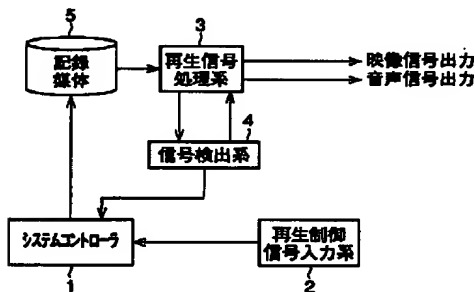 5
記録
媒体
3
再生信号
処理系
映像信号出力
音声信号出力
4
信号検出系
システムコントローラ
1
再生制御
信号入力系
2